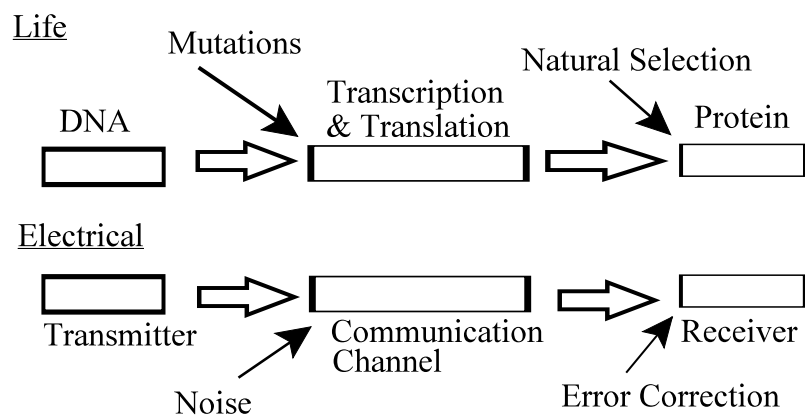 Life
Mutations
Natural Selection
DNA
Transcription
& Translation
Protein
Electrical
Transmitter
Communication
Channel
Receiver
Noise
Error Correction